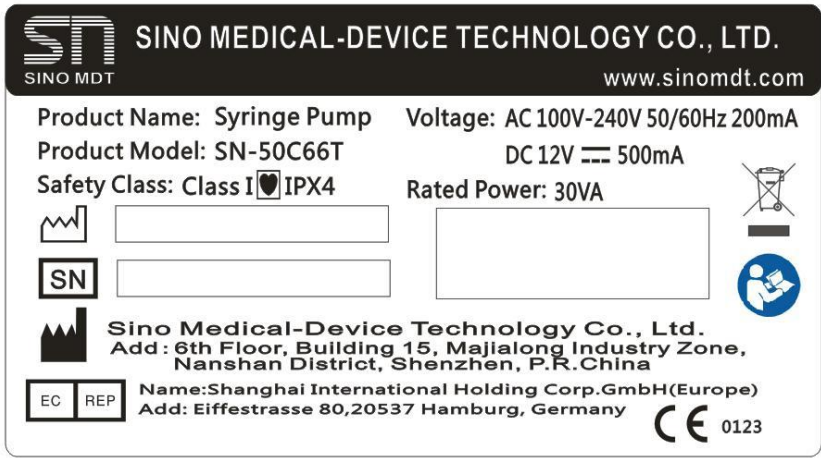 SINO MDT
SINO MEDICAL-DEVICE TECHNOLOGY CO., LTD.
www.sinomdt.com
Product Name: Syringe Pump
Product Model: SN-50C66T
Safety Class: Class I IPX4
Voltage: AC 100V-240V 50/60Hz 200mA
DC 12V 500mA
Rated Power: 30VA
SN
Sino Medical-Device Technology Co., Ltd.
Add : 6th Floor, Building 15, Majialong Industry Zone,
Nanshan District, Shenzhen, P.R.China
EC REP
Name:Shanghai International Holding Corp.GmbH(Europe)
Add: Eiffestrasse 80,20537 Hamburg, Germany
CE 0123